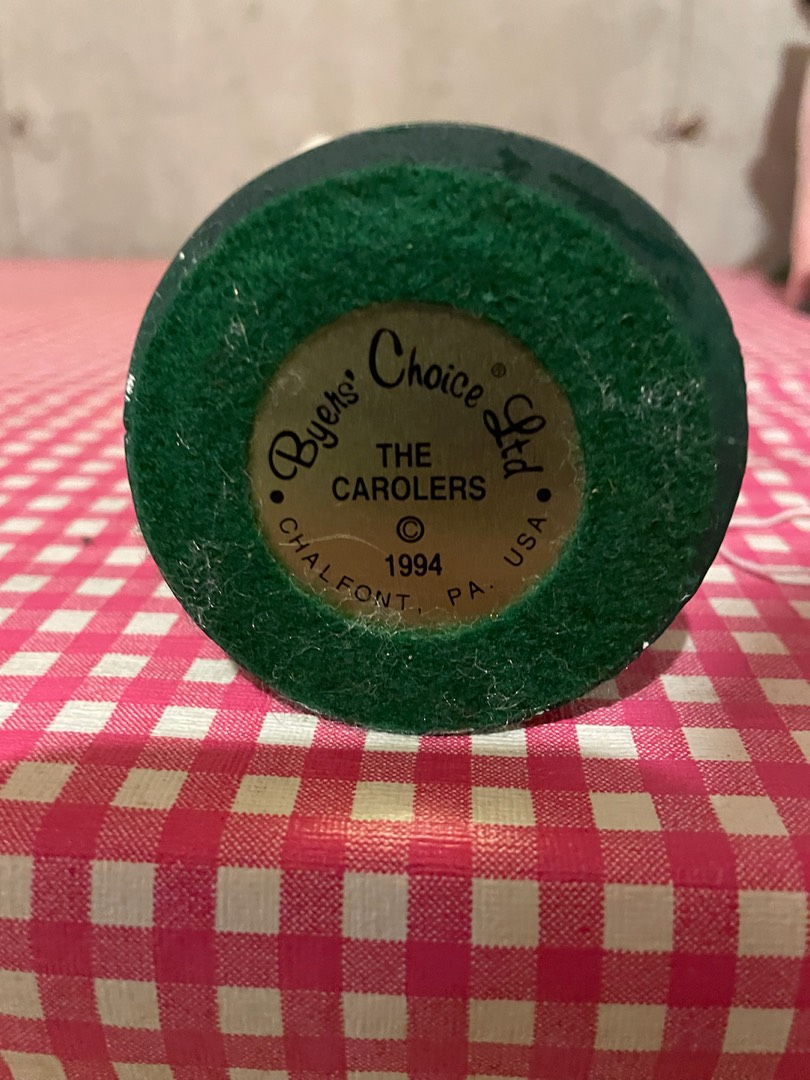 Byers' Choice® Ltd
THE
CAROLERS
©
1994
• CHALFONT, PA. USA •